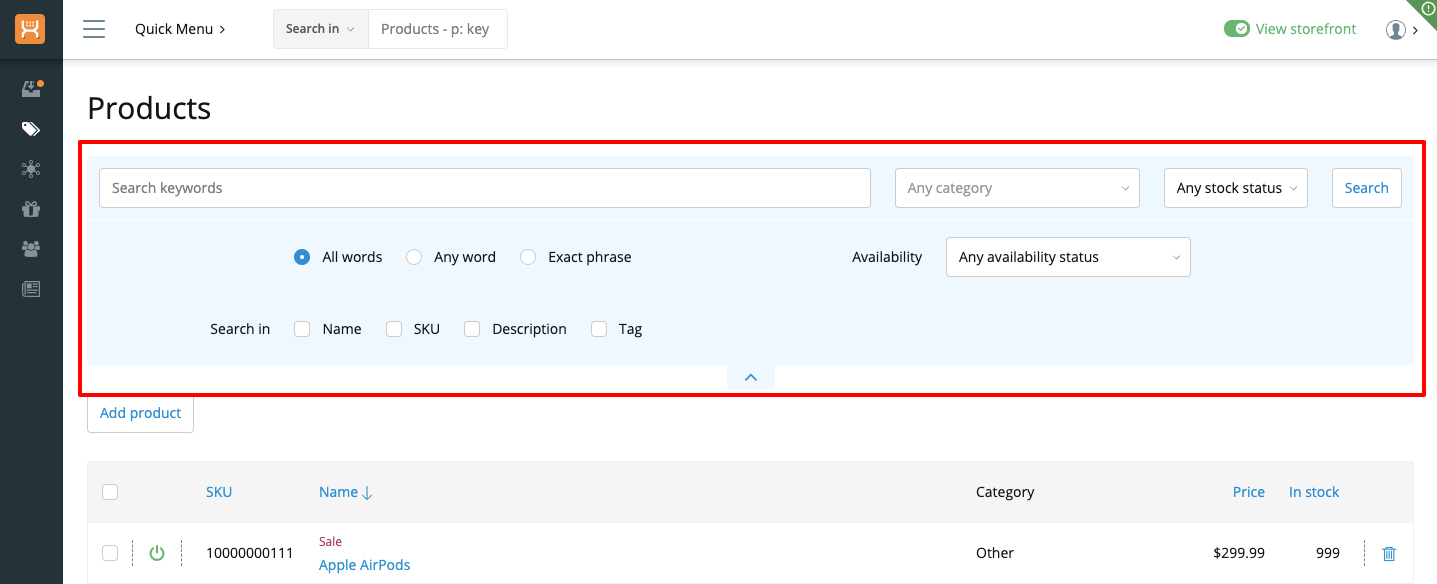 Quick Menu
Search in
Products - p: key
View storefront
Products
Search keywords
Any category
Any stock status
Search
All words
Any word
Exact phrase
Availability
Any availability status
Search in
Name
SKU
Description
Tag
Add product
SKU
Name
Category
Price
In stock
10000000111
Sale
Apple AirPods
Other
$299.99
999